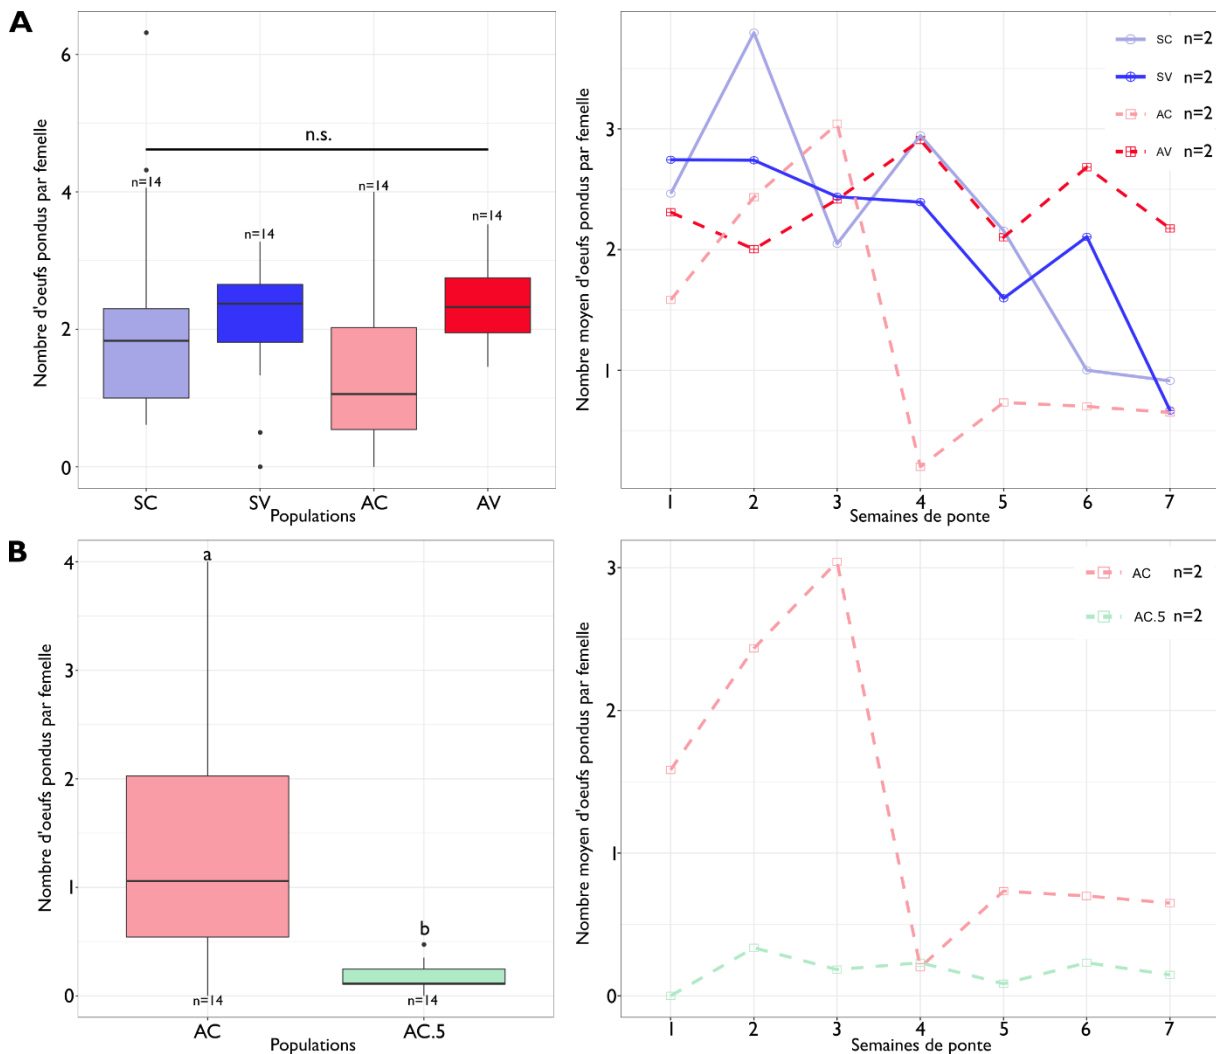 A
Nombre d'oeufs pondus par femelle
6
4
2
0
n.s.
n=14
n=14
n=14
n=14
SC
SV
AC
AV
Populations
Nombre moyen d'oeufs pondus par femelle
3
2
1
SC n=2
SV n=2
AC n=2
AV n=2
1
2
3
4
5
6
7
Semaines de ponte
B
Nombre d'oeufs pondus par femelle
4
3
2
1
0
a
b
n=14
n=14
AC
AC.5
Populations
Nombre moyen d'oeufs pondus par femelle
3
2
1
0
AC n=2
AC.5 n=2
1
2
3
4
5
6
7
Semaines de ponte